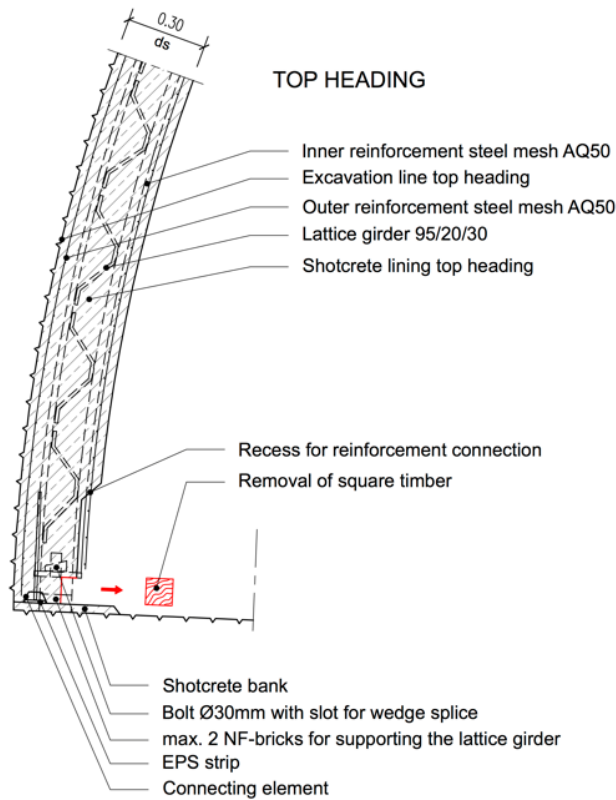 0.30
ds
TOP HEADING
Inner reinforcement steel mesh AQ50
Excavation line top heading
Outer reinforcement steel mesh AQ50
Lattice girder 95/20/30
Shotcrete lining top heading
Recess for reinforcement connection
Removal of square timber
Shotcrete bank
Bolt Ø30mm with slot for wedge splice
max. 2 NF-bricks for supporting the lattice girder
EPS strip
Connecting element